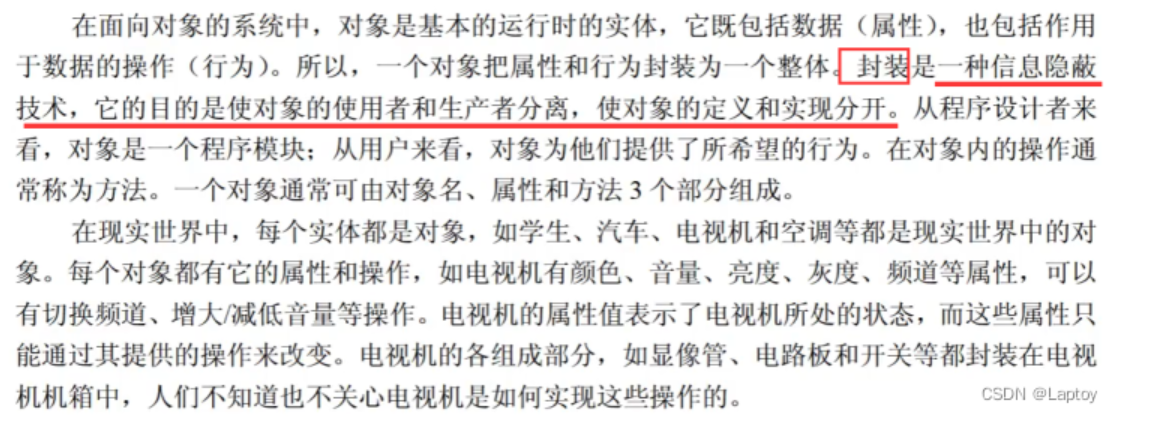 在面向对象的系统中，对象是基本的运行时的实体，它既包括数据（属性），也包括作用
于数据的操作（行为）。所以，一个对象把属性和行为封装为一个整体。封装是一种信息隐蔽
技术，它的目的是使对象的使用者和生产者分离，使对象的定义和实现分开。从程序设计者来
看，对象是一个程序模块；从用户来看，对象为他们提供了所希望的行为。在对象内的操作通
常称为方法。一个对象通常可由对象名、属性和方法 3 个部分组成。
在现实世界中，每个实体都是对象，如学生、汽车、电视机和空调等都是现实世界中的对
象。每个对象都有它的属性和操作，如电视机有颜色、音量、亮度、灰度、频道等属性，可以
有切换频道、增大/减低音量等操作。电视机的属性值表示了电视机所处的状态，而这些属性只
能通过其提供的操作来改变。电视机的各组成部分，如显像管、电路板和开关等都封装在电视
机机箱中，人们不知道也不关心电视机是如何实现这些操作的。
CSDN @Laptoy